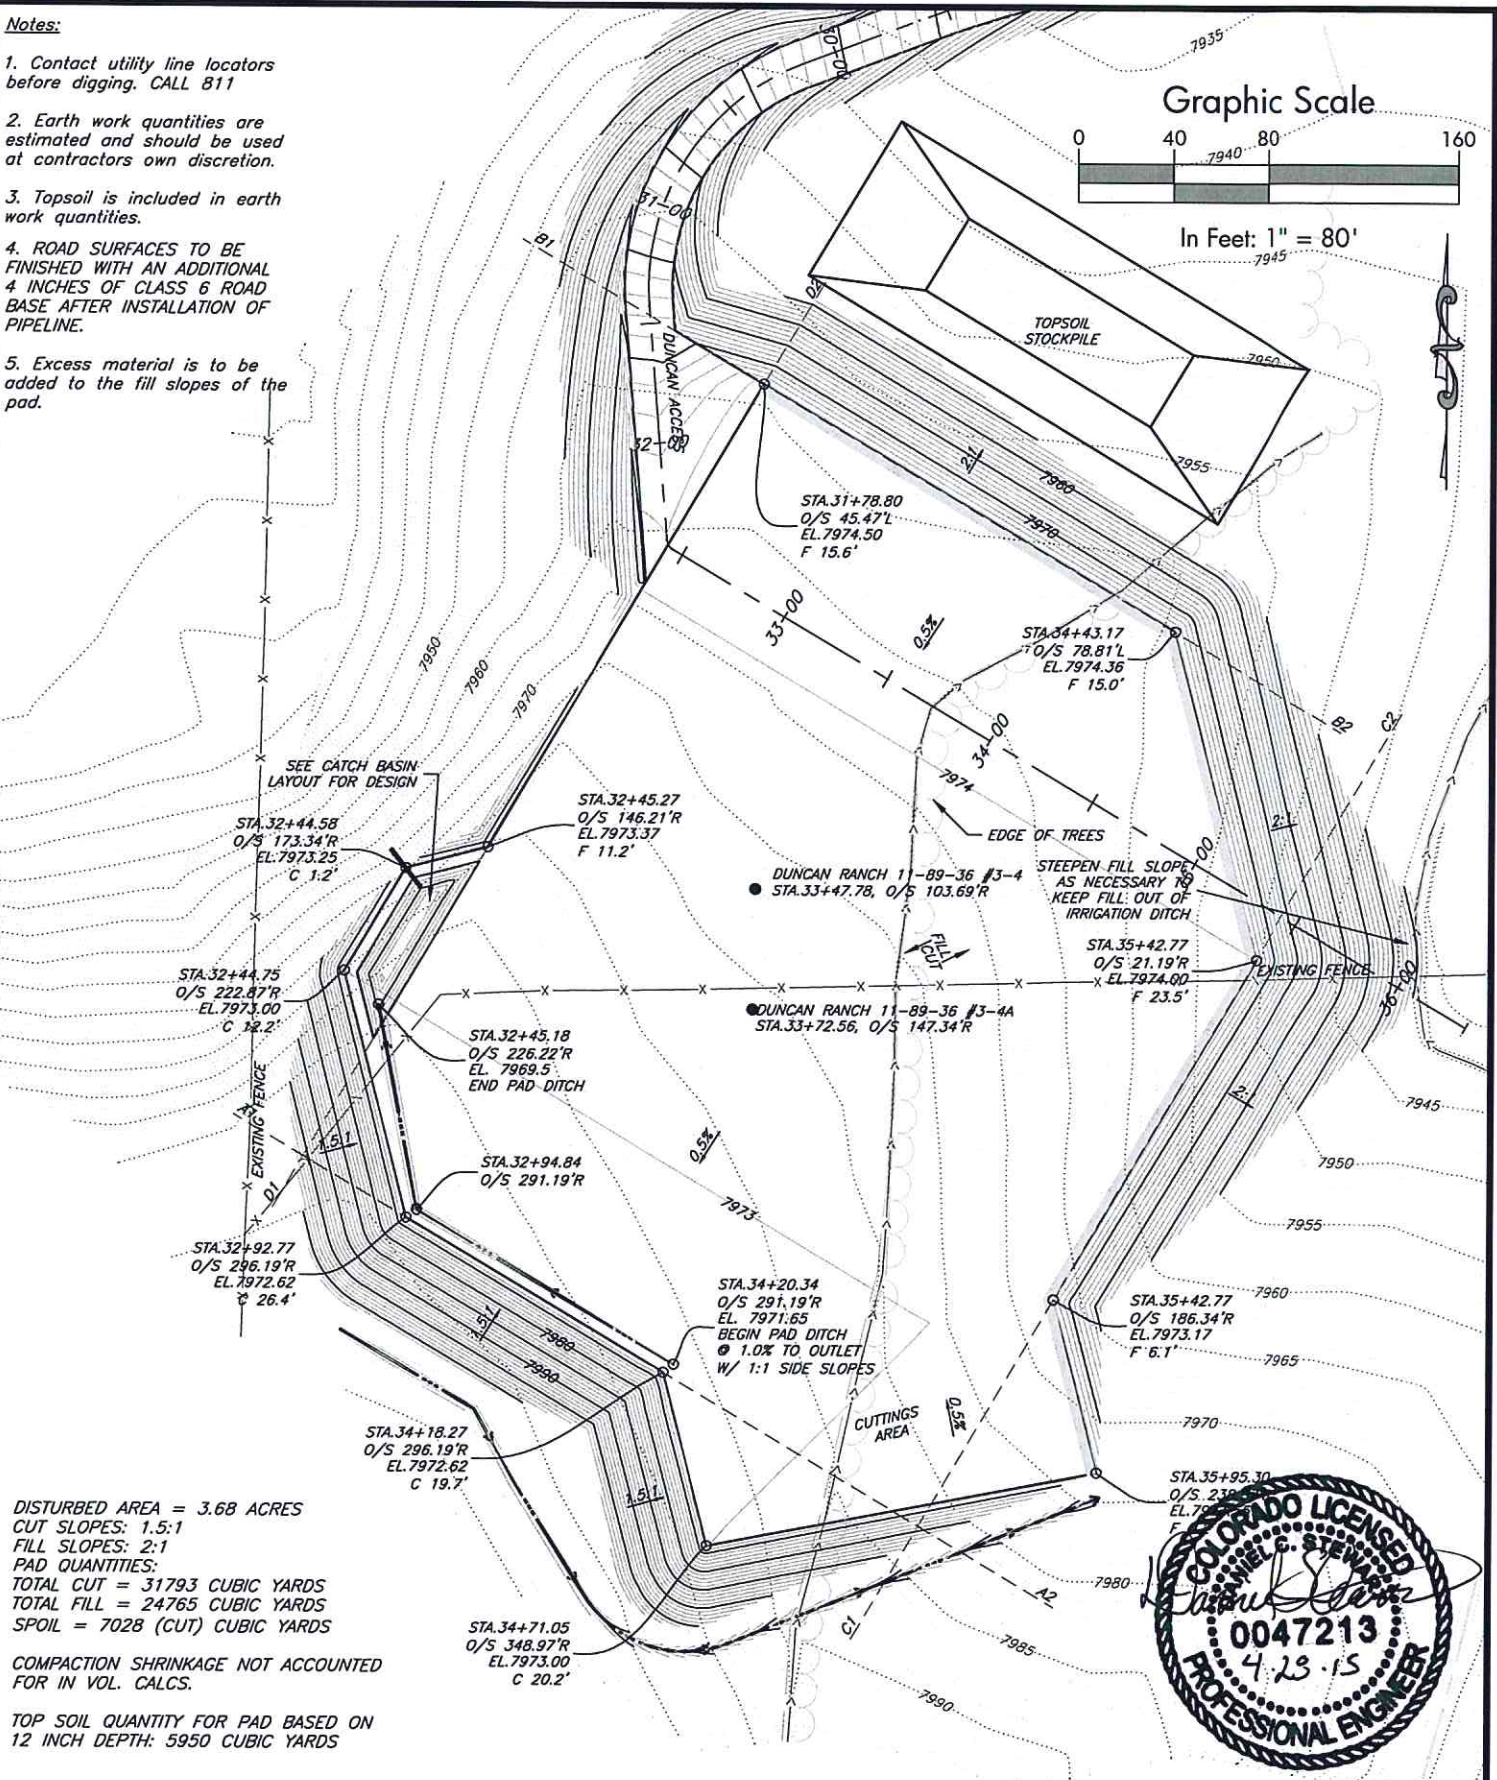 Notes:
1. Contact utility line locators
before digging. CALL 811
2. Earth work quantities are
estimated and should be used
at contractors own discretion.
3. Topsoil is included in earth
work quantities.
4. ROAD SURFACES TO BE
FINISHED WITH AN ADDITIONAL
4 INCHES OF CLASS 6 ROAD
BASE AFTER INSTALLATION OF
PIPELINE.
5. Excess material is to be
added to the fill slopes of the
pad.
30+00
7935
Graphic Scale
0 40 80 160
7940
In Feet: 1" = 80'
7945
31+00
B1
D2
TOPSOIL
STOCKPILE
7950
DUNCAN ACCESS
32+00
7955
2:1
7960
7970
STA.31+78.80
O/S 45.47'L
EL.7974.50
F 15.6'
33+00
0.5%
STA.34+43.17
O/S 78.81'L
EL.7974.36
F 15.0'
7950
7960
7970
B2
C2
34+00
7974
SEE CATCH BASIN
LAYOUT FOR DESIGN
STA.32+44.58
O/S 173.34'R
EL.7973.25
C 1.2'
STA.32+45.27
O/S 146.21'R
EL.7973.37
F 11.2'
EDGE OF TREES
2:1
STEEPEN FILL SLOPE
AS NECESSARY TO
KEEP FILL OUT OF
IRRIGATION DITCH
DUNCAN RANCH 11-89-36 #3-4
STA.33+47.78, O/S 103.69'R
FILL
CUT
STA.35+42.77
O/S 21.19'R
EL.7974.00
F 23.5'
EXISTING FENCE
36+00
STA.32+44.75
O/S 222.87'R
EL.7973.00
C 12.2'
DUNCAN RANCH 11-89-36 #3-4A
STA.33+72.56, O/S 147.34'R
STA.32+45.18
O/S 226.22'R
EL. 7969.5
END PAD DITCH
EXISTING FENCE
A1
1.5:1
D1
0.5%
2:1
7945
7950
STA.32+94.84
O/S 291.19'R
7973
7955
STA.32+92.77
O/S 296.19'R
EL.7972.62
C 26.4'
1.5:1
7980
7990
STA.34+20.34
O/S 291.19'R
EL. 7971.65
BEGIN PAD DITCH
@ 1.0% TO OUTLET
W/ 1:1 SIDE SLOPES
7960
STA.35+42.77
O/S 186.34'R
EL.7973.17
F 6.1'
7965
7970
CUTTINGS
AREA
0.5%
STA.34+18.27
O/S 296.19'R
EL.7972.62
C 19.7'
1.5:1
STA.35+95.30
O/S
DISTURBED AREA = 3.68 ACRES
CUT SLOPES: 1.5:1
FILL SLOPES: 2:1
PAD QUANTITIES:
TOTAL CUT = 31793 CUBIC YARDS
TOTAL FILL = 24765 CUBIC YARDS
SPOIL = 7028 (CUT) CUBIC YARDS
COMPACTION SHRINKAGE NOT ACCOUNTED
FOR IN VOL. CALCS.
TOP SOIL QUANTITY FOR PAD BASED ON
12 INCH DEPTH: 5950 CUBIC YARDS
STA.34+71.05
O/S 348.97'R
EL.7973.00
C 20.2'
C1
A2
7980
7985
7990
COLORADO LICENSED
DANIEL C. STEWART
0047213
4.23.15
PROFESSIONAL ENGINEER